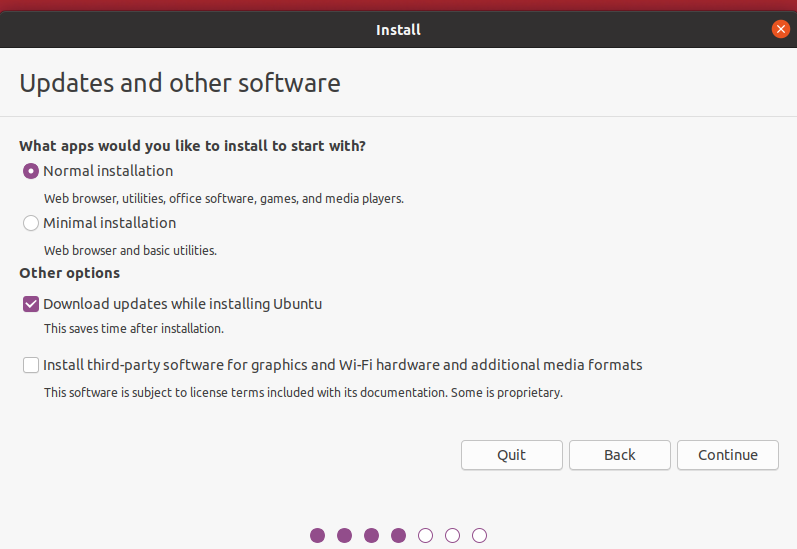 Install
Updates and other software
What apps would you like to install to start with?
Normal installation
Web browser, utilities, office software, games, and media players.
Minimal installation
Web browser and basic utilities.
Other options
Download updates while installing Ubuntu
This saves time after installation.
Install third-party software for graphics and Wi-Fi hardware and additional media formats
This software is subject to license terms included with its documentation. Some is proprietary.
Quit Back Continue